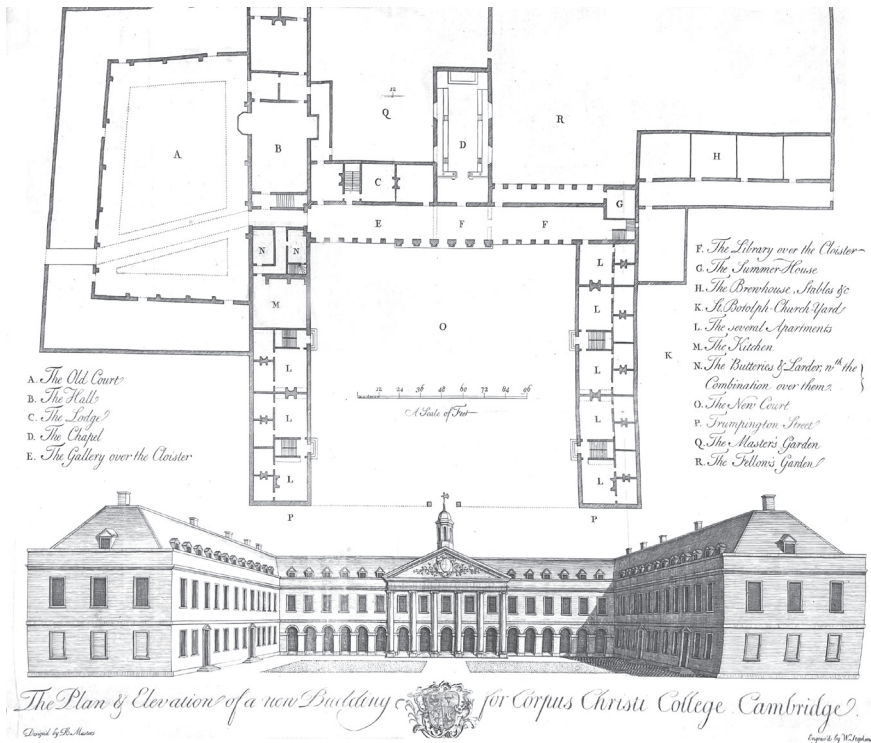 12
Q
R
A
B
D
H
C
G
E
F
F
N
N
L
M
L
O
K
L
L
L
L
L
L
L
12 24 36 48 60 72 84 96
A Scale of Feet
A. The Old Court
B. The Hall
C. The Lodge
D. The Chapel
E. The Gallery over the Cloister
F. The Library over the Cloister
G. The Summer-House
H. The Brewhouse, Stables &c
K. St. Botolph Church-Yard
L. The several Apartments
M. The Kitchen
N. The Butteries & Larder, wth. the
Combination over them.
O. The New Court
P. Trumpington Street
Q. The Master's Garden
R. The Fellows Garden
P
P
The Plan & Elevation of a new Building
for Corpus Christi College Cambridge.
Designed by R. Masters
Engrav'd by W. Stephens